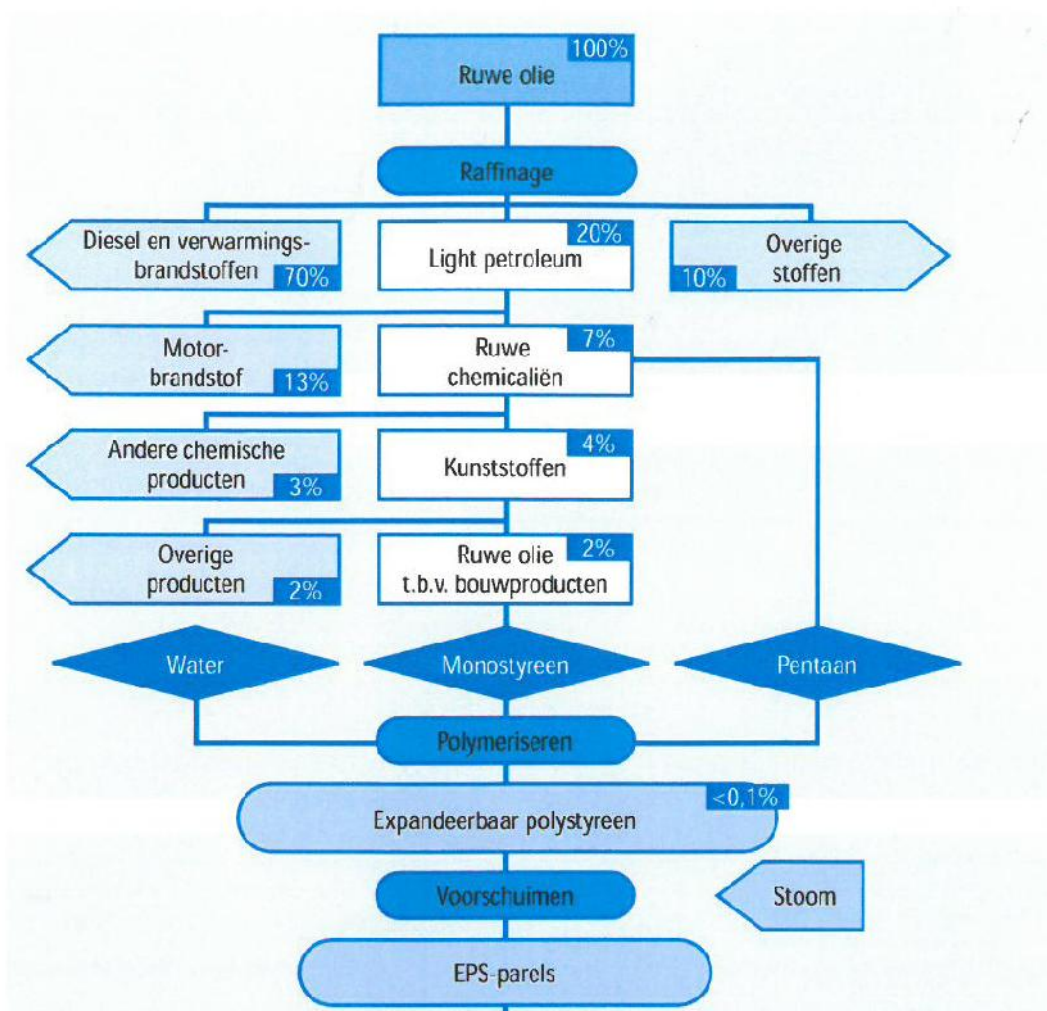 100%
Ruwe olie
Raffinage
Diesel en verwarmings-
brandstoffen
70%
20%
Light petroleum
Overige
stoffen
10%
Motor-
brandstof
13%
7%
Ruwe
chemicaliën
Andere chemische
producten
3%
4%
Kunststoffen
Overige
producten
2%
2%
Ruwe olie
t.b.v. bouwproducten
Water
Monostyreen
Pentaan
Polymeriseren
<0,1%
Expandeerbaar polystyreen
Voorschuimen
Stoom
EPS-parels